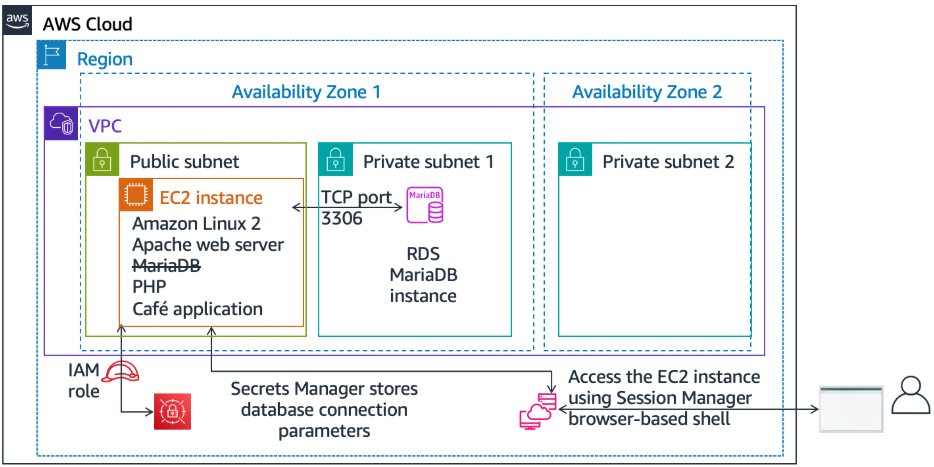 aws
AWS Cloud
Region
Availability Zone 1
Availability Zone 2
VPC
Public subnet
Private subnet 1
Private subnet 2
EC2 instance
Amazon Linux 2
Apache web server
MariaDB
PHP
Café application
TCP port
3306
MariaDB
RDS
MariaDB
instance
IAM
role
Secrets Manager stores
database connection
parameters
Access the EC2 instance
using Session Manager
browser-based shell